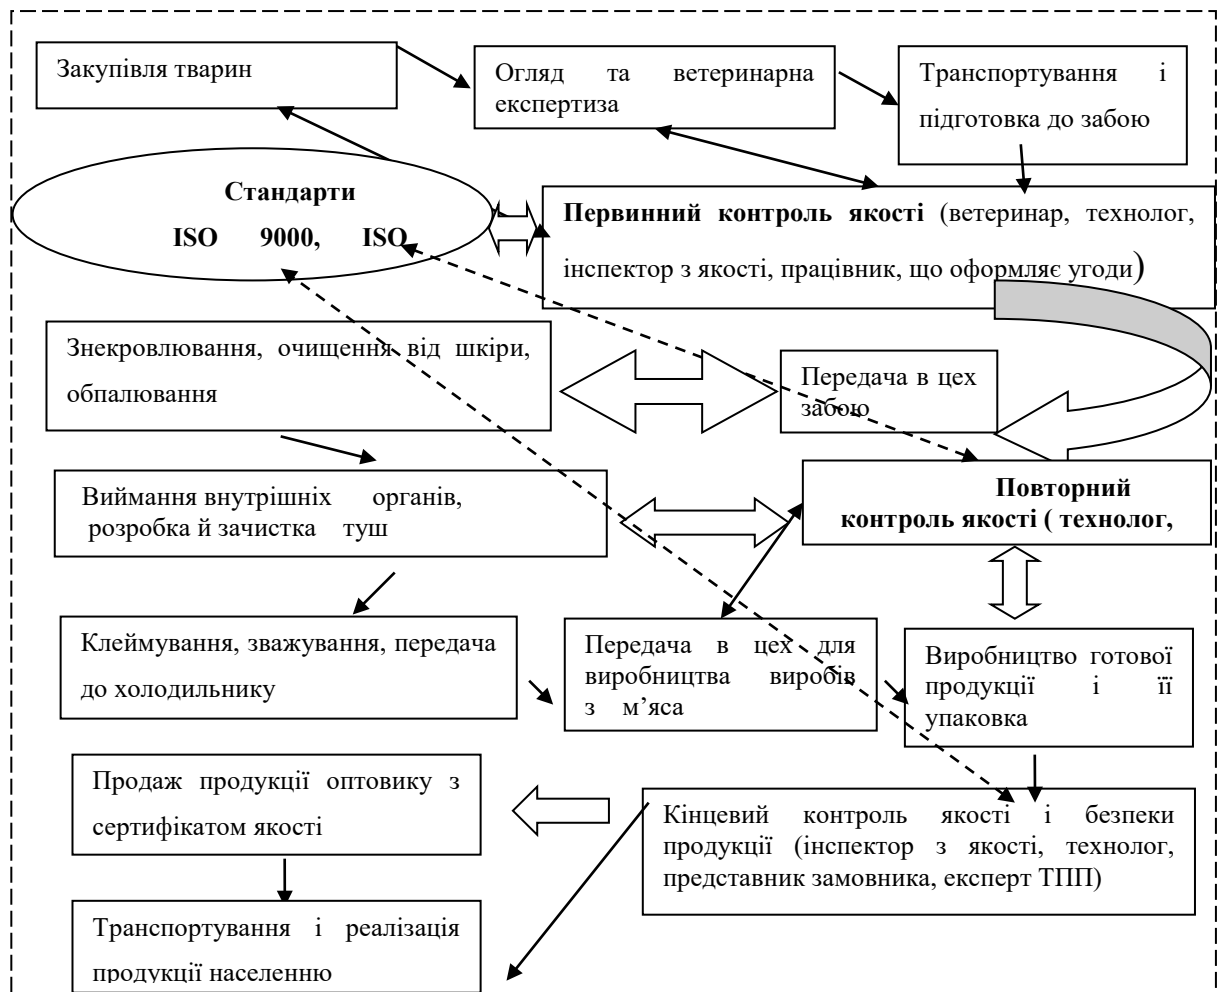 Закупівля тварин
Огляд та ветеринарна
експертиза
Транспортування і
підготовка до забою
Стандарти
ISO 9000, ISO
Первинний контроль якості (ветеринар, технолог,
інспектор з якості, працівник, що оформляє угоди)
Знекровлювання, очищення від шкіри,
обпалювання
Передача в цех
забою
Виймання внутрішніх органів,
розробка й зачистка туш
Повторний
контроль якості ( технолог,
Клеймування, зважування, передача
до холодильнику
Передача в цех для
виробництва виробів
з м’яса
Виробництво готової
продукції і її
упаковка
Продаж продукції оптовику з
сертифікатом якості
Кінцевий контроль якості і безпеки
продукції (інспектор з якості, технолог,
представник замовника, експерт ТПП)
Транспортування і реалізація
продукції населенню